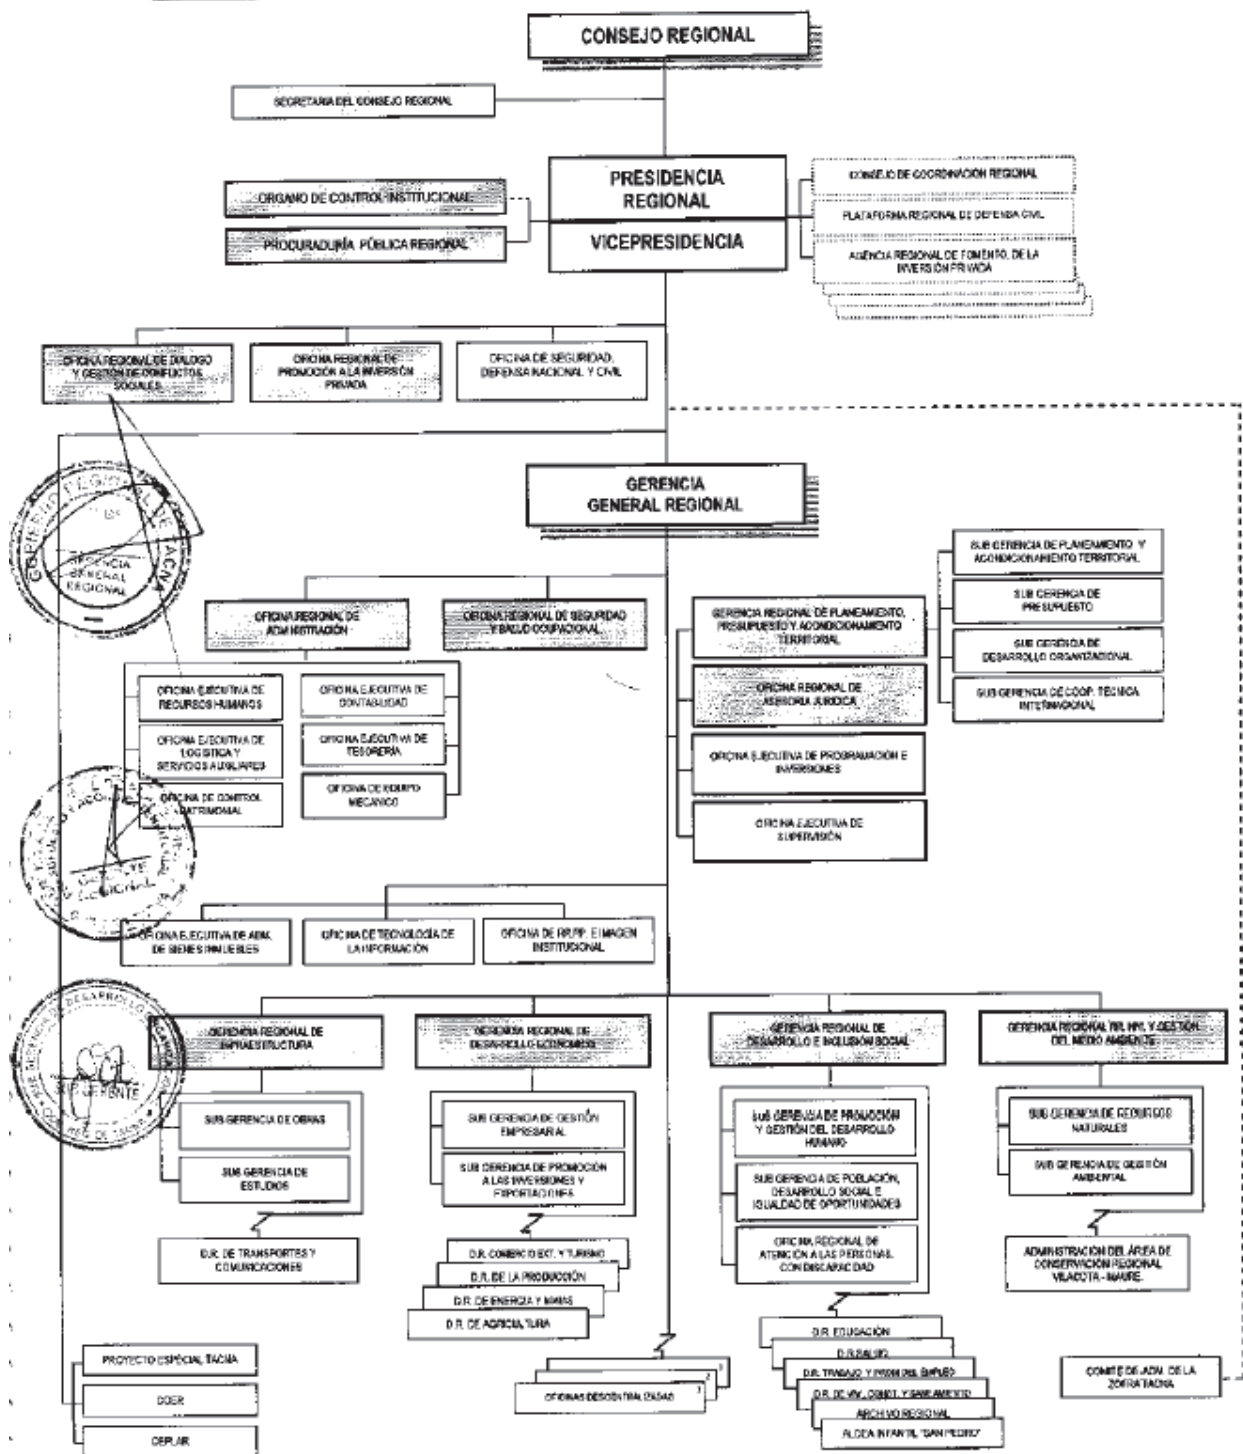 CONSEJO REGIONAL
SECRETARIA DEL CONSEJO REGIONAL
PRESIDENCIA
REGIONAL
VICEPRESIDENCIA
ORGANO DE CONTROL INSTITUCIONAL
PROCURADURÍA PÚBLICA REGIONAL
CONSEJO DE COORDINACIÓN REGIONAL
PLATAFORMA REGIONAL DE DEFENSA CIVIL
AGENCIA REGIONAL DE FOMENTO, DE LA
INVERSIÓN PRIVADA
OFICINA REGIONAL DE DIALOGO
Y GESTIÓN DE CONFLICTOS
SOCIALES
OFICINA REGIONAL DE
PROMOCIÓN A LA INVERSIÓN
PRIVADA
OFICINA DE SEGURIDAD,
DEFENSA NACIONAL Y CIVIL
GERENCIA
GENERAL REGIONAL
GOBIERNO REGIONAL DE TACNA
GERENCIA
GENERAL
REGIONAL
OFICINA REGIONAL DE
ADMINISTRACIÓN
OFICINA REGIONAL DE SEGURIDAD
Y SALUD OCUPACIONAL
OFICINA EJECUTIVA DE
RECURSOS HUMANOS
OFICINA EJECUTIVA DE
LOGISTICA Y
SERVICIOS AUXILIARES
OFICINA DE CONTROL
PATRIMONIAL
OFICINA EJECUTIVA DE
CONTABILIDAD
OFICINA EJECUTIVA DE
TESORERÍA
OFICINA DE EQUIPO
MECANICO
GERENCIA REGIONAL DE PLANEAMIENTO,
PRESUPUESTO Y ACONDICIONAMIENTO
TERRITORIAL
OFICINA REGIONAL DE
ASESORIA JURIDICA
OFICINA EJECUTIVA DE PROGRAMACIÓN E
INVERSIONES
OFICINA EJECUTIVA DE
SUPERVISIÓN
SUB GERENCIA DE PLANEAMIENTO Y
ACONDICIONAMIENTO TERRITORIAL
SUB GERENCIA DE
PRESUPUESTO
SUB GERENCIA DE
DESARROLLO ORGANIZACIONAL
SUB GERENCIA DE COOP. TÉCNICA
INTERNACIONAL
OFICINA EJECUTIVA DE ADM.
DE BIENES INMUEBLES
OFICINA DE TECNOLOGÍA DE
LA INFORMACIÓN
OFICINA DE RR.PP. E IMAGEN
INSTITUCIONAL
GERENCIA REGIONAL DE
INFRAESTRUCTURA
SUB GERENCIA DE OBRAS
SUB GERENCIA DE
ESTUDIOS
D.R. DE TRANSPORTES Y
COMUNICACIONES
GERENCIA REGIONAL DE
DESARROLLO ECONOMICO
SUB GERENCIA DE GESTIÓN
EMPRESARIAL
SUB GERENCIA DE PROMOCIÓN
A LAS INVERSIONES Y
EXPORTACIONES
D.R. COMERCIO EXT. Y TURISMO
D.R. DE LA PRODUCCIÓN
D.R. DE ENERGIA Y MINAS
D.R. DE AGRICULTURA
GERENCIA REGIONAL DE
DESARROLLO E INCLUSIÓN SOCIAL
SUB GERENCIA DE PROMOCIÓN
Y GESTIÓN DEL DESARROLLO
HUMANO
SUB GERENCIA DE POBLACIÓN,
DESARROLLO SOCIAL E
IGUALDAD DE OPORTUNIDADES
OFICINA REGIONAL DE
ATENCIÓN A LAS PERSONAS
CON DISCAPACIDAD
D.R. EDUCACIÓN
D.R. SALUD
D.R. TRABAJO Y PROM DEL EMPLEO
D.R. DE VIV., CONST. Y SANEAMIENTO
ARCHIVO REGIONAL
ALDEA INFANTIL "SAN PEDRO"
GERENCIA REGIONAL RR. NN. Y GESTIÓN
DEL MEDIO AMBIENTE
SUB GERENCIA DE RECURSOS
NATURALES
SUB GERENCIA DE GESTIÓN
AMBIENTAL
ADMINISTRACIÓN DEL ÁREA DE
CONSERVACIÓN REGIONAL
VILACOTA - MAURE.
SUB GERENTE
PROYECTO ESPECIAL TACNA
COER
CEPLAR
OFICINAS DESCENTRALIZADAS
COMITÉ DE ADM. DE LA
ZOFRATACNA